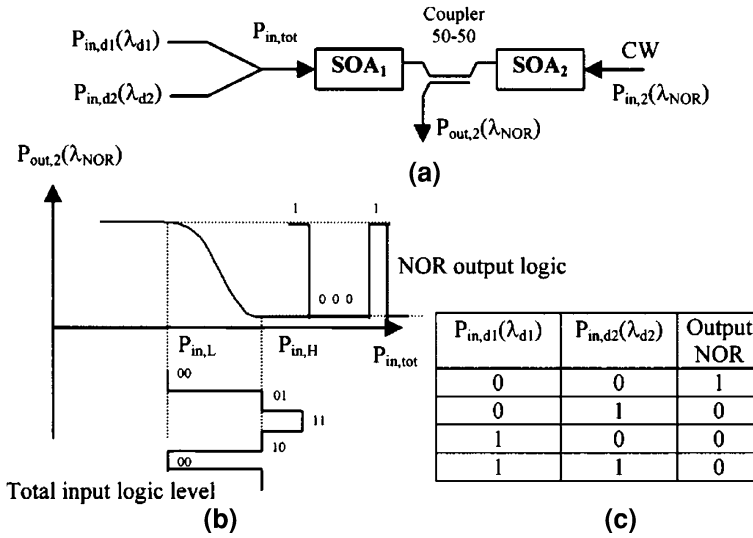 Coupler
50-50
P_in,d1(λ_d1)
P_in,tot
SOA_1
SOA_2
CW
P_in,d2(λ_d2)
P_in,2(λ_NOR)
P_out,2(λ_NOR)
(a)
P_out,2(λ_NOR)
1 1
NOR output logic
0 0 0
P_in,L P_in,H P_in,tot
00
01
11
10
00
Total input logic level
(b)
P_in,d1(λ_d1) P_in,d2(λ_d2) Output NOR
0 0 1
0 1 0
1 0 0
1 1 0
(c)